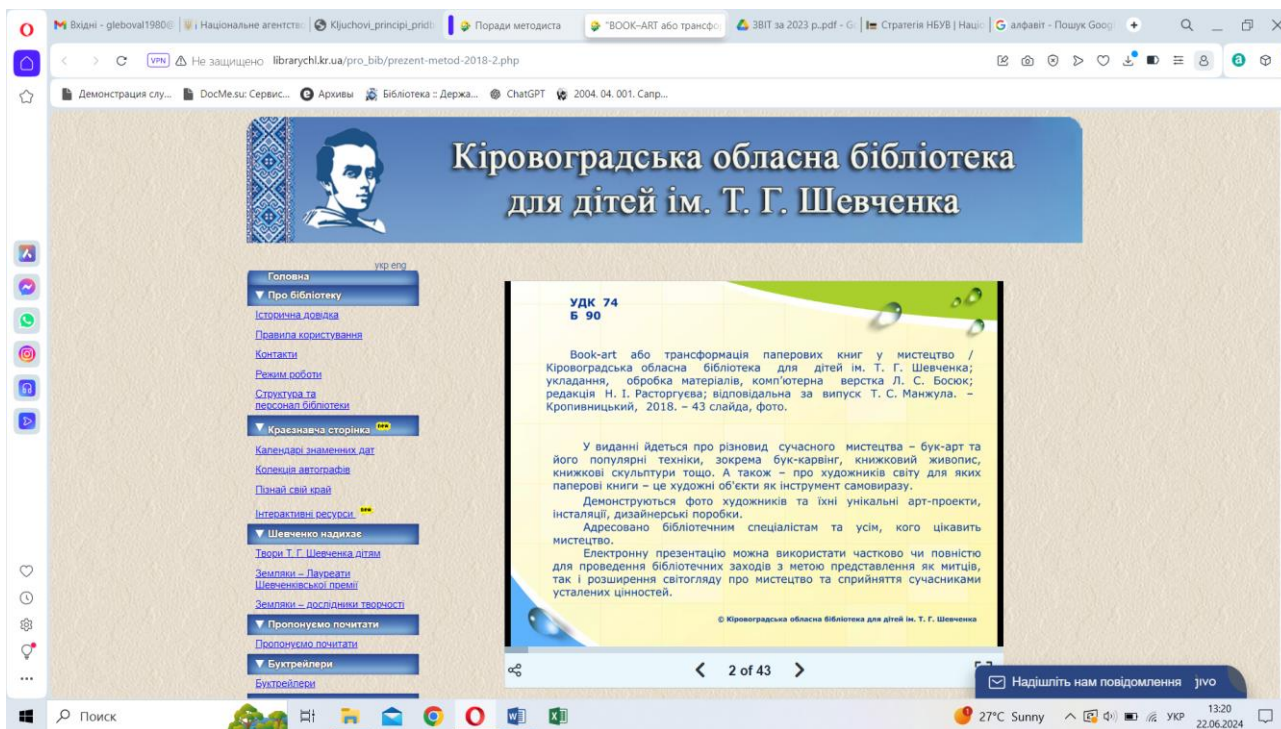 Вхідні - gleboval1980@
і Національне агентств
Kljuchovi_principi_pridb
Поради методиста
"BOOK–ART або трансфо
ЗВІТ за 2023 р..pdf - G
Стратегія НБУВ | Націо
алфавіт - Пошук Goog
VPN
Не защищено librarychl.kr.ua/pro_bib/prezent-metod-2018-2.php
Демонстрация слу...
DocMe.su: Сервис...
Архивы
Бібліотека :: Держа...
ChatGPT
2004. 04. 001. Сапр...
Кіровоградська обласна бібліотека
для дітей ім. Т. Г. Шевченка
укр eng
Головна
Про бібліотеку
Історична довідка
Правила користування
Контакти
Режим роботи
Структура та
персонал бібліотеки
Краєзнавча сторінка new
Календарі знаменних дат
Колекція автографів
Пізнай свій край
Інтерактивні ресурси new
Шевченко надихає
Твори Т. Г. Шевченка дітям
Земляки – Лауреати
Шевченківської премії
Земляки – дослідники творчості
Пропонуємо почитати
Пропонуємо почитати
Буктрейлери
Буктрейлери
УДК 74
Б 90
Book-art або трансформація паперових книг у мистецтво /
Кіровоградська обласна бібліотека для дітей ім. Т. Г. Шевченка;
укладання, обробка матеріалів, комп'ютерна верстка Л. С. Босюк;
редакція Н. І. Расторгуєва; відповідальна за випуск Т. С. Манжула. –
Кропивницький, 2018. – 43 слайда, фото.
У виданні йдеться про різновид сучасного мистецтва – бук-арт та
його популярні техніки, зокрема бук-карвінг, книжковий живопис,
книжкові скульптури тощо. А також – про художників світу для яких
паперові книги – це художні об'єкти як інструмент самовиразу.
Демонструються фото художників та їхні унікальні арт-проекти,
інсталяції, дизайнерські поробки.
Адресовано бібліотечним спеціалістам та усім, кого цікавить
мистецтво.
Електронну презентацію можна використати частково чи повністю
для проведення бібліотечних заходів з метою представлення як митців,
так і розширення світогляду про мистецтво та сприйняття сучасниками
усталених цінностей.
© Кіровоградська обласна бібліотека для дітей ім. Т. Г. Шевченка
2 of 43
Надішліть нам повідомлення jivo
Поиск
27°C Sunny
УКР
13:20
22.06.2024